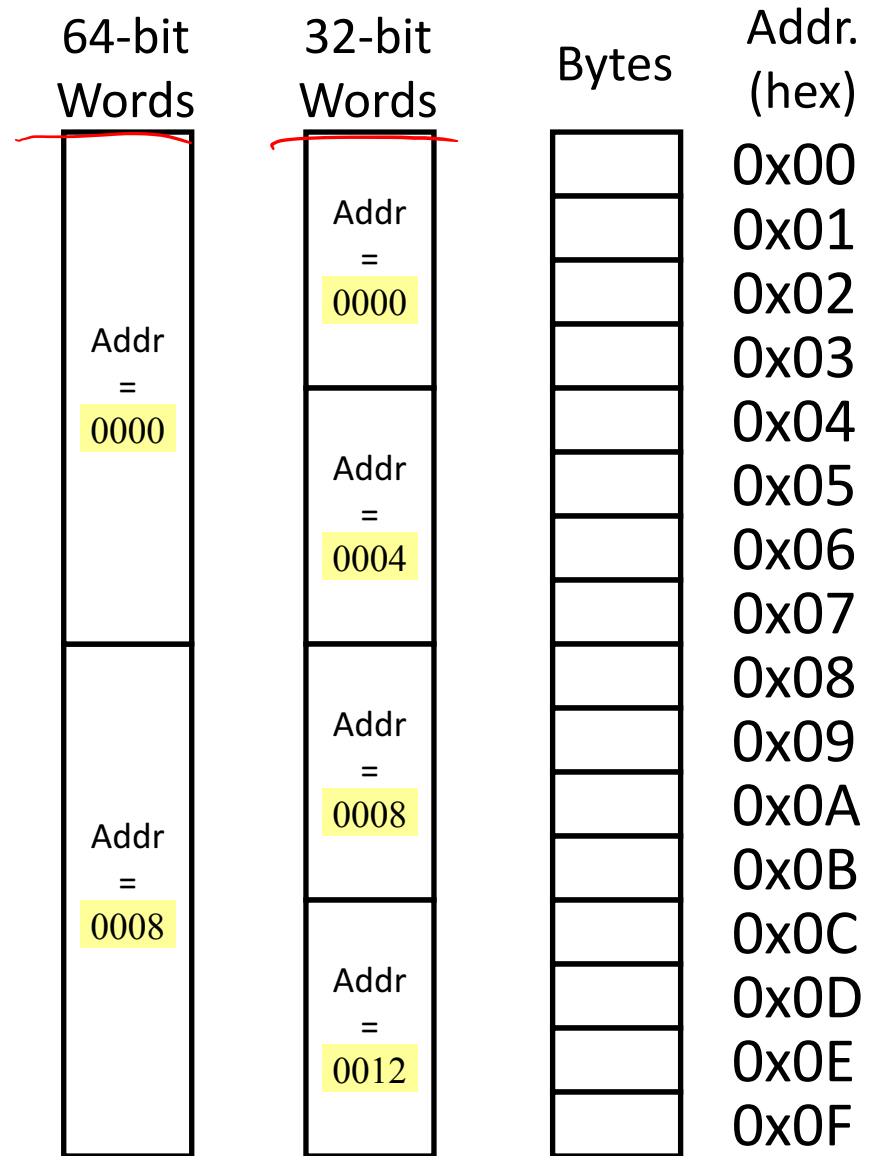 64-bit
Words
32-bit
Words
Bytes
Addr.
(hex)
Addr
=
0000
Addr
=
0008
Addr
=
0000
Addr
=
0004
Addr
=
0008
Addr
=
0012
0x00
0x01
0x02
0x03
0x04
0x05
0x06
0x07
0x08
0x09
0x0A
0x0B
0x0C
0x0D
0x0E
0x0F